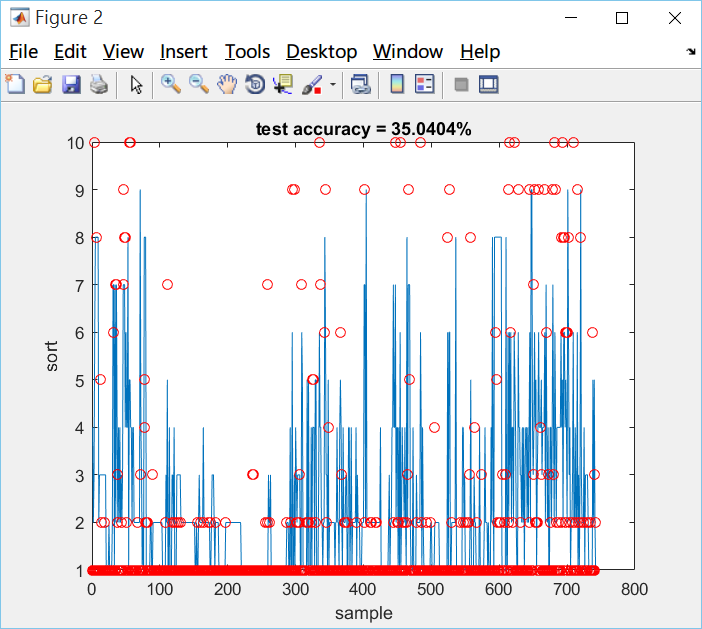 Figure 2
File Edit View Insert Tools Desktop Window Help
test accuracy = 35.0404%
10
9
8
7
6
5
4
3
2
1
sort
0 100 200 300 400 500 600 700 800
sample